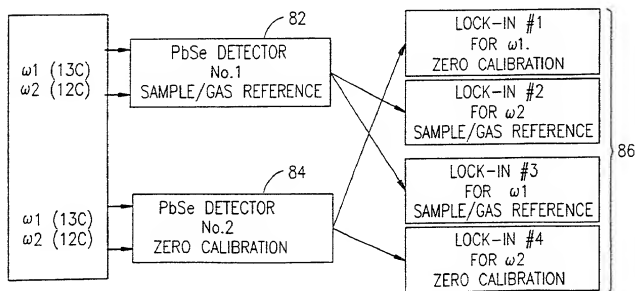 ω1 (13C)
ω2 (12C)
ω1 (13C)
ω2 (12C)
82
PbSe DETECTOR
No.1
SAMPLE/GAS REFERENCE
84
PbSe DETECTOR
No.2
ZERO CALIBRATION
LOCK-IN #1
FOR ω1.
ZERO CALIBRATION
LOCK-IN #2
FOR ω2
SAMPLE/GAS REFERENCE
LOCK-IN #3
FOR ω1
SAMPLE/GAS REFERENCE
LOCK-IN #4
FOR ω2
ZERO CALIBRATION
86